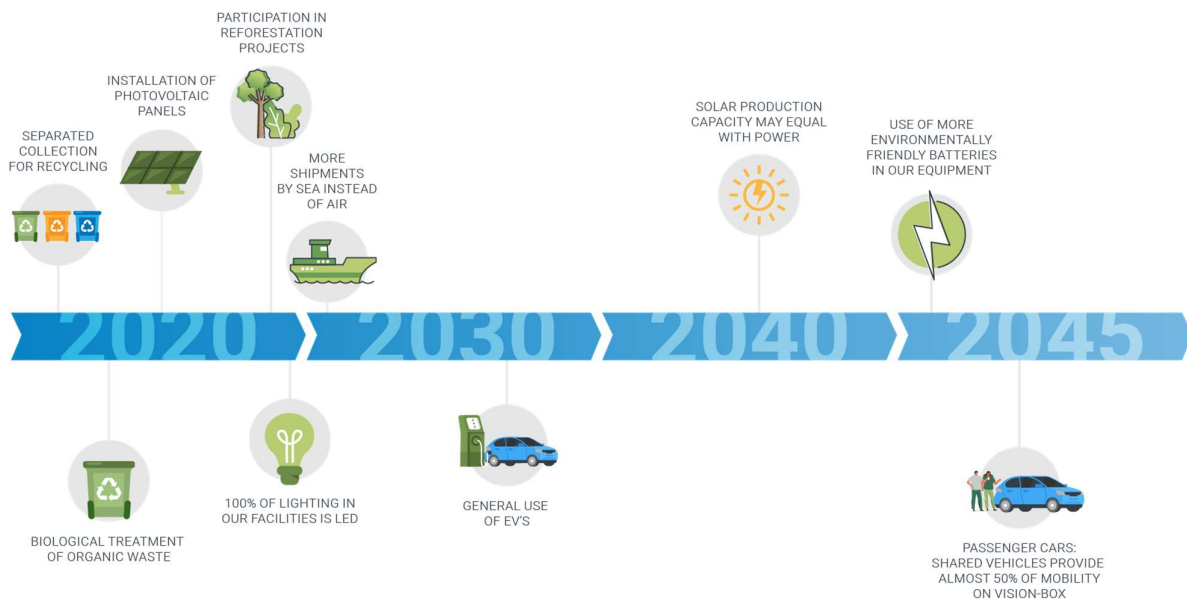 PARTICIPATION IN
REFORESTATION
PROJECTS
INSTALLATION OF
PHOTOVOLTAIC
PANELS
SEPARATED
COLLECTION
FOR RECYCLING
MORE
SHIPMENTS
BY SEA INSTEAD
OF AIR
SOLAR PRODUCTION
CAPACITY MAY EQUAL
WITH POWER
USE OF MORE
ENVIRONMENTALLY
FRIENDLY BATTERIES
IN OUR EQUIPMENT
2020
2030
2040
2045
BIOLOGICAL TREATMENT
OF ORGANIC WASTE
100% OF LIGHTING IN
OUR FACILITIES IS LED
GENERAL USE
OF EV'S
PASSENGER CARS:
SHARED VEHICLES PROVIDE
ALMOST 50% OF MOBILITY
ON VISION-BOX